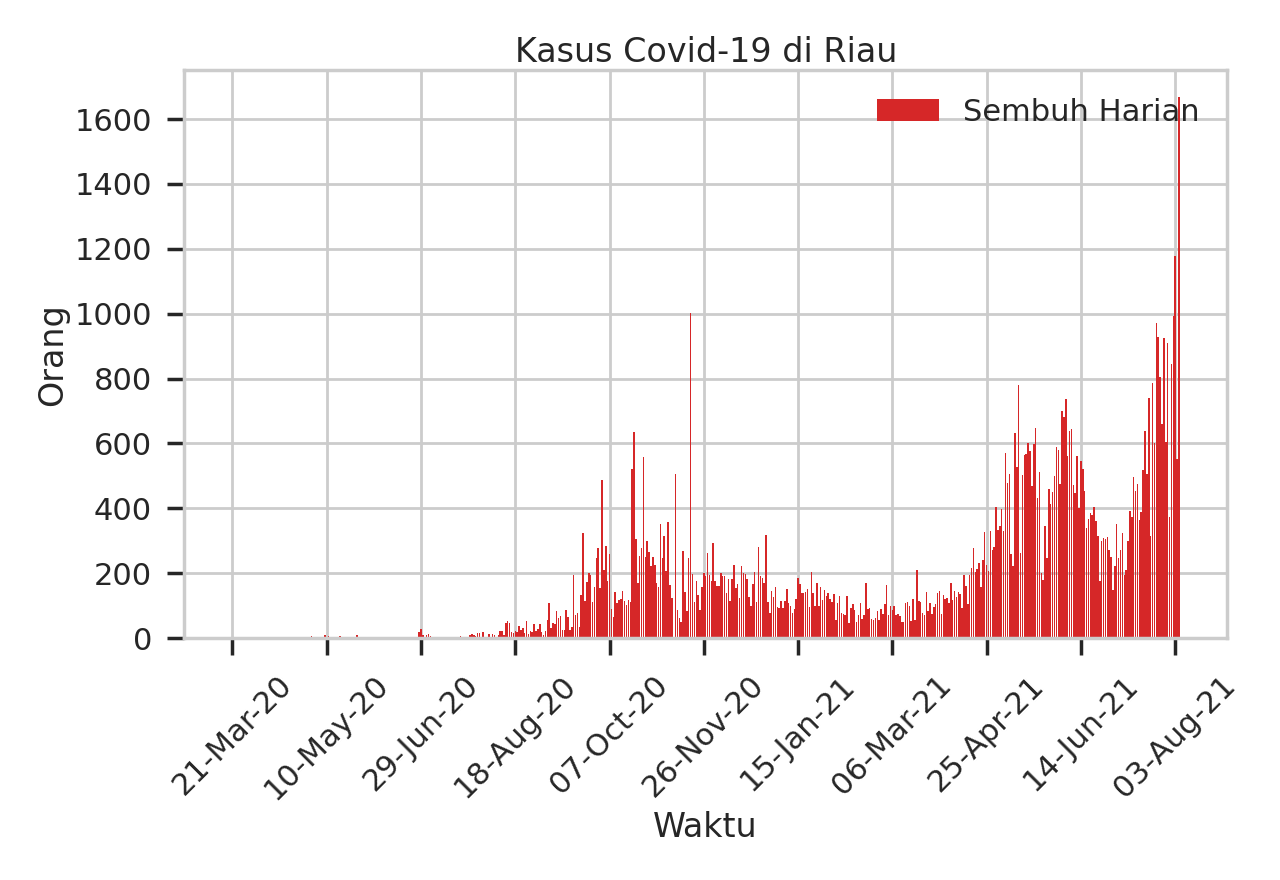 Kasus Covid-19 di Riau
Sembuh Harian
Orang
1600
1400
1200
1000
800
600
400
200
0
21-Mar-20
10-May-20
29-Jun-20
18-Aug-20
07-Oct-20
26-Nov-20
15-Jan-21
06-Mar-21
25-Apr-21
14-Jun-21
03-Aug-21
Waktu